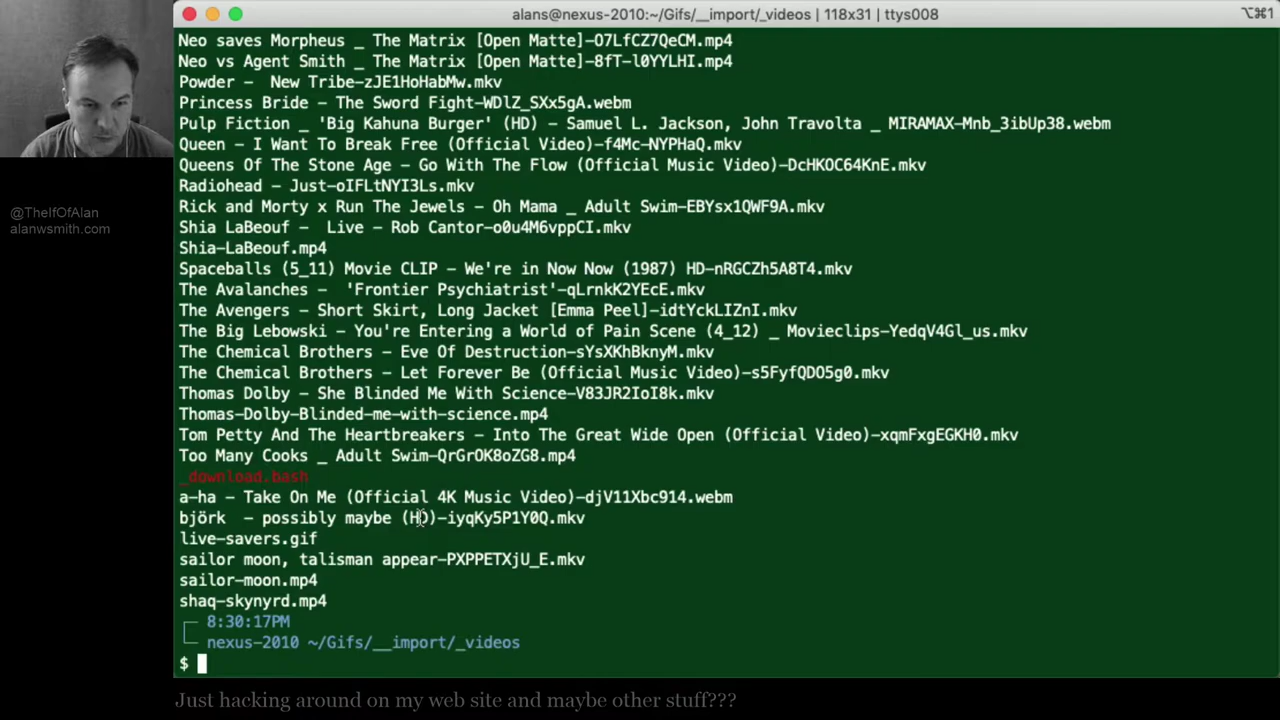 alans@nexus-2010:~/Gifs/__import/_videos | 118x31 | ttys008
⌥⌘1
Neo saves Morpheus _ The Matrix [Open Matte]-O7LfCZ7QeCM.mp4
Neo vs Agent Smith _ The Matrix [Open Matte]-8fT-l0YYLHI.mp4
Powder -  New Tribe-zJE1HoHabMw.mkv
Princess Bride - The Sword Fight-WDlZ_SXx5gA.webm
Pulp Fiction _ 'Big Kahuna Burger' (HD) - Samuel L. Jackson, John Travolta _ MIRAMAX-Mnb_3ibUp38.webm
Queen - I Want To Break Free (Official Video)-f4Mc-NYPHaQ.mkv
Queens Of The Stone Age - Go With The Flow (Official Music Video)-DcHKOC64KnE.mkv
Radiohead - Just-oIFLtNYI3Ls.mkv
Rick and Morty x Run The Jewels - Oh Mama _ Adult Swim-EBYsx1QWF9A.mkv
Shia LaBeouf -  Live - Rob Cantor-o0u4M6vppCI.mkv
Shia-LaBeouf.mp4
Spaceballs (5_11) Movie CLIP - We're in Now Now (1987) HD-nRGCZh5A8T4.mkv
The Avalanches -  'Frontier Psychiatrist'-qLrnkK2YEcE.mkv
The Avengers - Short Skirt, Long Jacket [Emma Peel]-idtYckLIZnI.mkv
The Big Lebowski - You're Entering a World of Pain Scene (4_12) _ Movieclips-YedqV4Gl_us.mkv
The Chemical Brothers - Eve Of Destruction-sYsXKhBknyM.mkv
The Chemical Brothers - Let Forever Be (Official Music Video)-s5FyfQDO5g0.mkv
Thomas Dolby - She Blinded Me With Science-V83JR2IoI8k.mkv
Thomas-Dolby-Blinded-me-with-science.mp4
Tom Petty And The Heartbreakers - Into The Great Wide Open (Official Video)-xqmFxgEGKH0.mkv
Too Many Cooks _ Adult Swim-QrGrOK8oZG8.mp4
_download.bash
a-ha - Take On Me (Official 4K Music Video)-djV11Xbc914.webm
björk  - possibly maybe (HD)-iyqKy5P1Y0Q.mkv
live-savers.gif
sailor moon, talisman appear-PXPPETXjU_E.mkv
sailor-moon.mp4
shaq-skynyrd.mp4
8:30:17PM
nexus-2010 ~/Gifs/__import/_videos
$
@TheIfOfAlan
alanwsmith.com
Just hacking around on my web site and maybe other stuff???